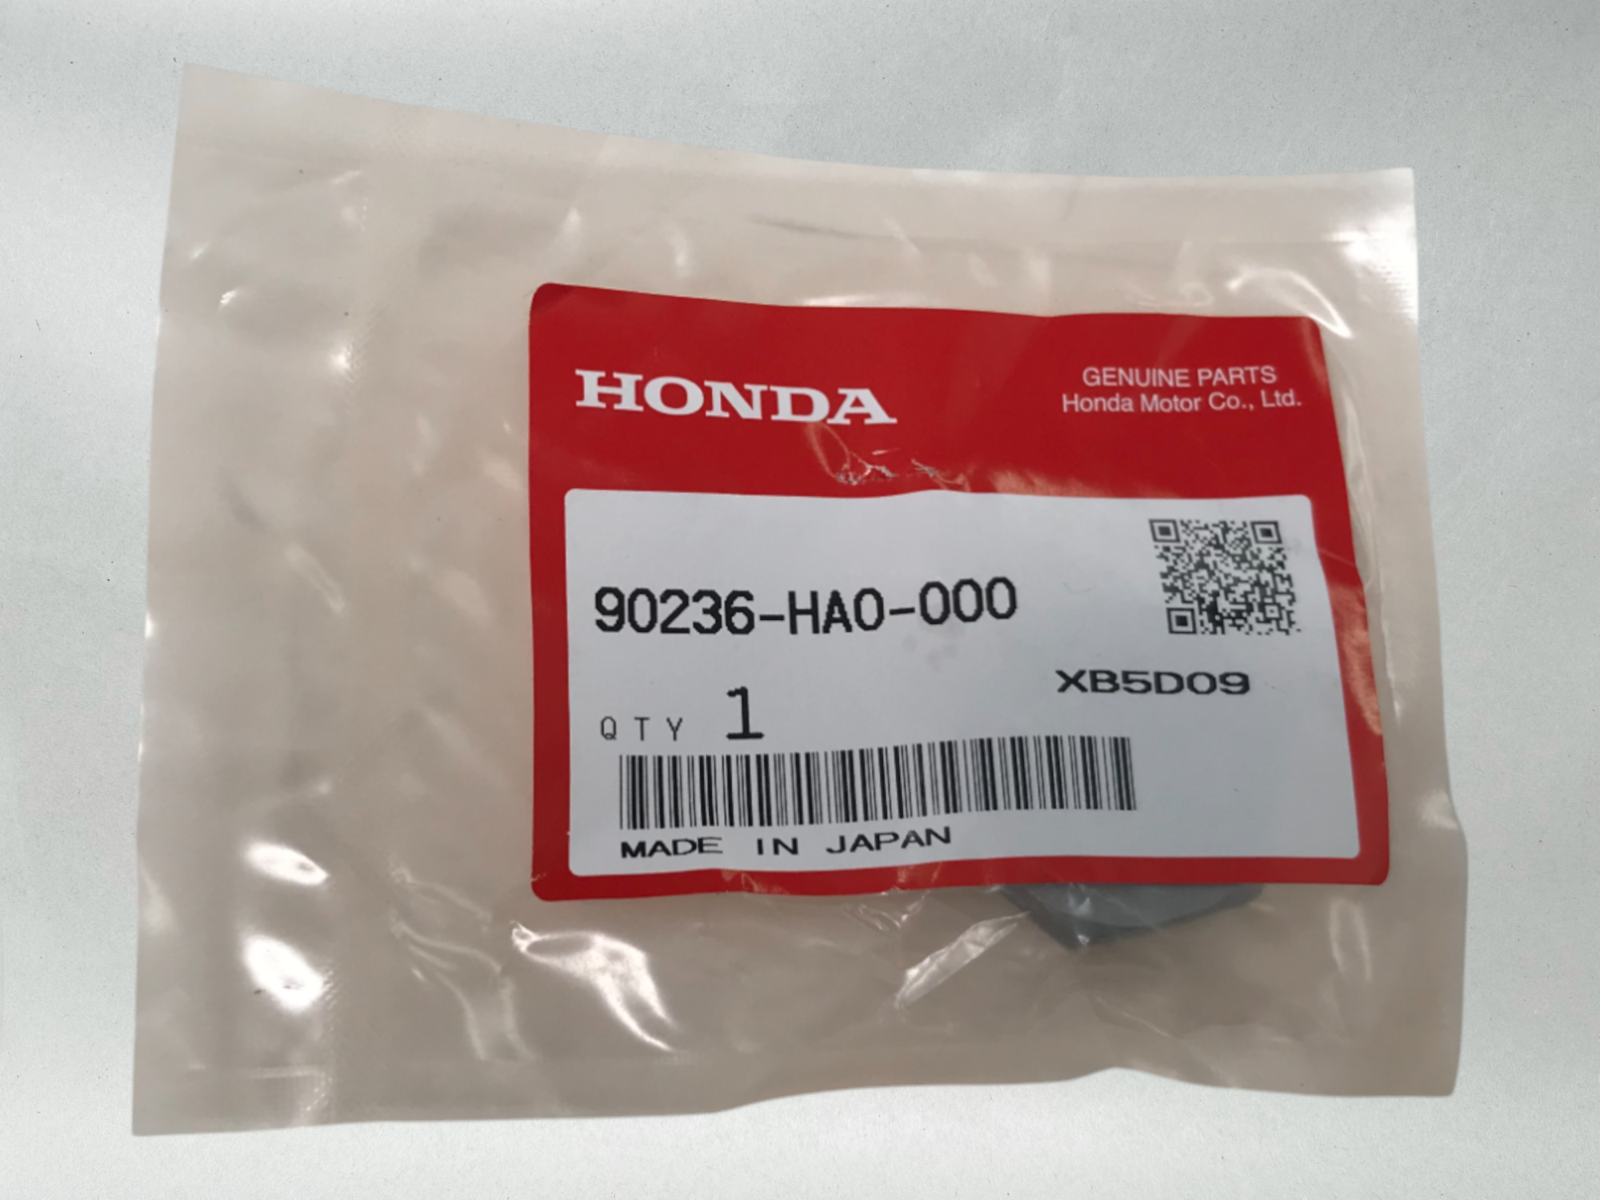 HONDA
GENUINE PARTS
Honda Motor Co., Ltd.
90236-HA0-000
XB5D09
QTY 1
MADE IN JAPAN